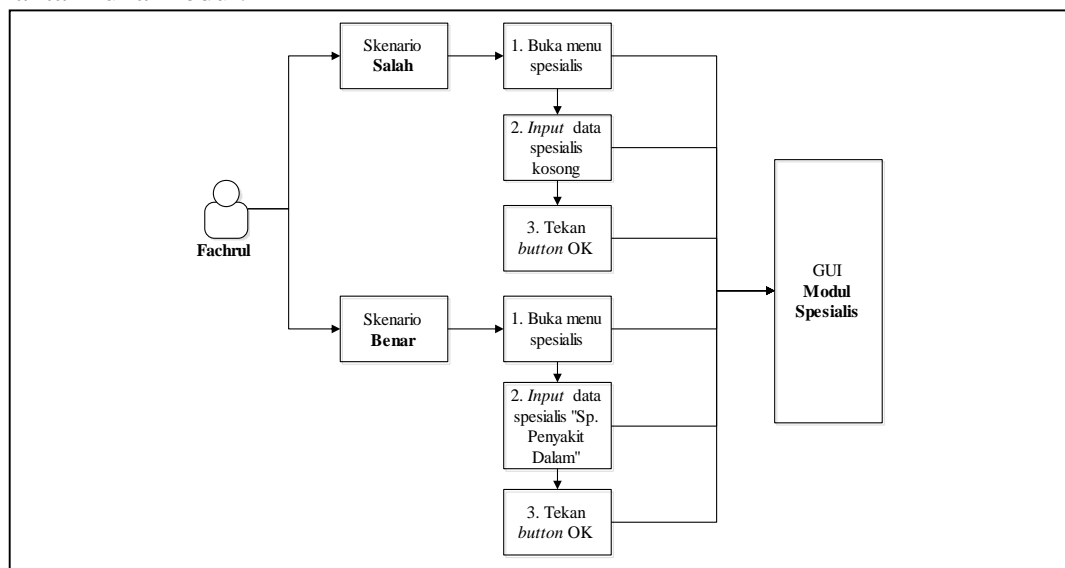 Skenario
Salah
1. Buka menu
spesialis
2. Input data
spesialis
kosong
3. Tekan
button OK
Fachrul
GUI
Modul
Spesialis
Skenario
Benar
1. Buka menu
spesialis
2. Input data
spesialis "Sp.
Penyakit
Dalam"
3. Tekan
button OK